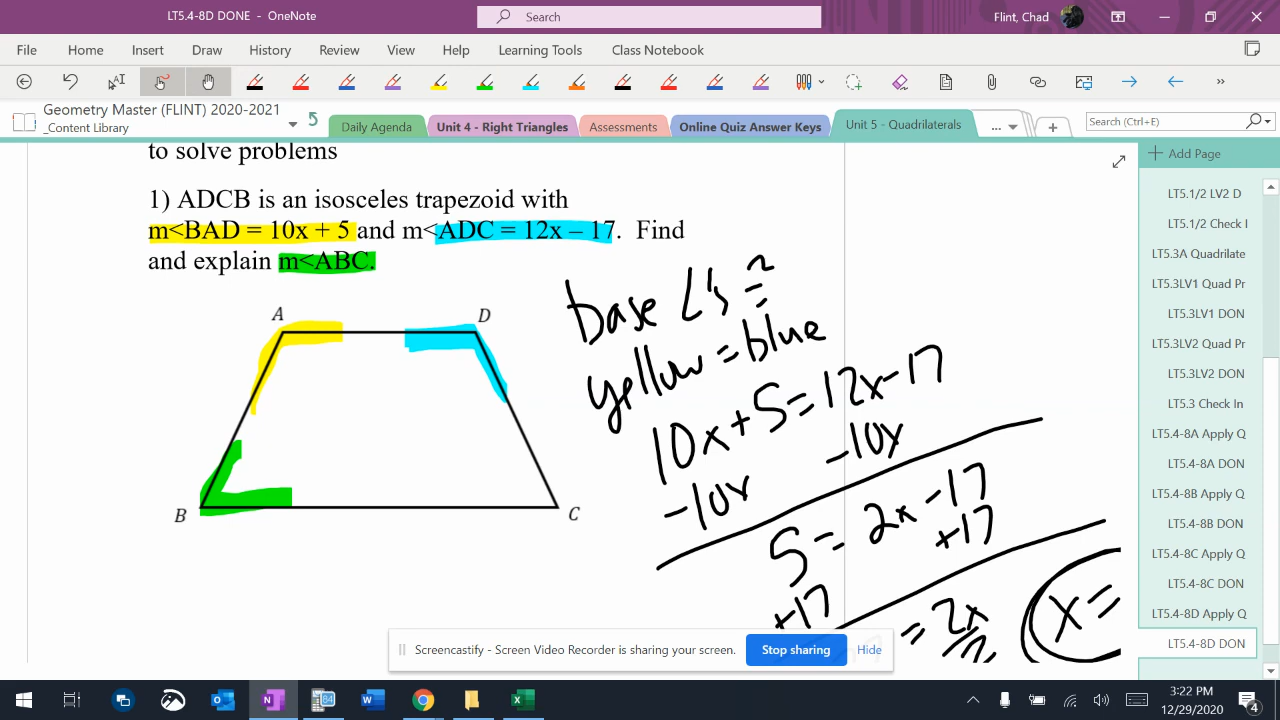 LT5.4-8D DONE - OneNote
Search
Flint, Chad
File Home Insert Draw History Review View Help Learning Tools Class Notebook
Geometry Master (FLINT) 2020-2021
_Content Library
Daily Agenda
Unit 4 - Right Triangles
Assessments
Online Quiz Answer Keys
Unit 5 - Quadrilaterals
...
Search (Ctrl+E)
Add Page
to solve problems
1) ADCB is an isosceles trapezoid with
m<BAD = 10x + 5 and m<ADC = 12x – 17. Find
and explain m<ABC.
A
D
B
C
base ∠'s ≅
yellow = blue
10x+5=12x-17
-10x
-10x
5 = 2x -17
+17
+17
= 2x
x =
LT5.1/2 LV2 D
LT5.1/2 Check I
LT5.3A Quadrilate
LT5.3LV1 Quad Pr
LT5.3LV1 DON
LT5.3LV2 Quad Pr
LT5.3LV2 DON
LT5.3 Check In
LT5.4-8A Apply Q
LT5.4-8A DON
LT5.4-8B Apply Q
LT5.4-8B DON
LT5.4-8C Apply Q
LT5.4-8C DON
LT5.4-8D Apply Q
LT5.4-8D DON
Screencastify - Screen Video Recorder is sharing your screen.
Stop sharing
Hide
84
3:22 PM
12/29/2020
4